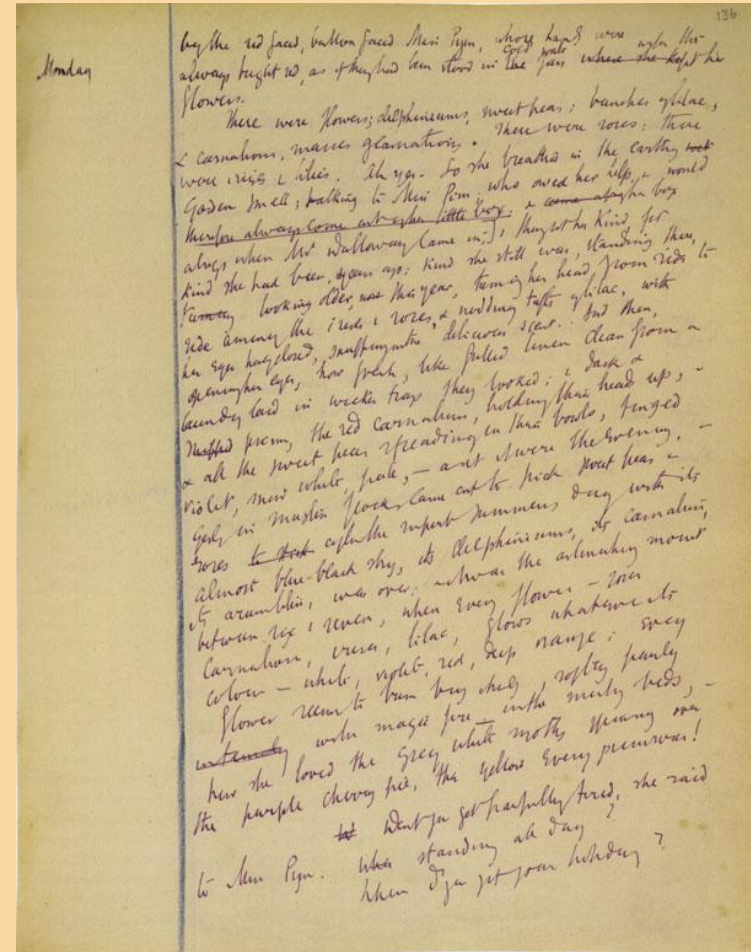 136
Monday
by the red faced, button faced Miss Pym, whose hands were
always bright red, as if they had been stood in cold water with the
flowers.
There were flowers; delphiniums, sweet peas; bunches of lilac,
& carnations, masses of carnations. There were roses; there
were irises & lilac. Ah yes. So she breathed in the earthy
garden smell; talking to Miss Pym, who owed her help, & would
therefore always come out of her little box
always when Mrs Dalloway came in; thought her kind for
kind she had been, years ago; kind she still was, standing there,
looking older, this year, turning her head from side to
side among the irises & roses, & nodding tufts of lilac, with
her eyes half closed, snuffing in the delicious scent. And then,
opening her eyes, how fresh, like frilled linen clean from a
laundry laid in wicker trays they looked; & dark &
prim, the red carnations, holding their heads up, -
& all the sweet peas spreading in their bowls, tinged
violet, snow white, pale, — as if it were the evening, -
girls in muslin frocks came out to pick sweet peas &
roses after the superb summers day with its
almost blue-black sky, its delphiniums, its carnations,
its arum lilies, was over; it was the moment
between six & seven, when every flower — roses
carnations, irises, lilac, glows whatever its
colour — white, violet, red, deep orange; every
flower seems to burn by itself, softly purely
with in the misty beds, -
how she loved the grey white moths spinning over
the purple cherry pie, the yellow evening primroses!
get frightfully tired, she said
to Miss Pym. standing all day?
When d'you get your holiday?